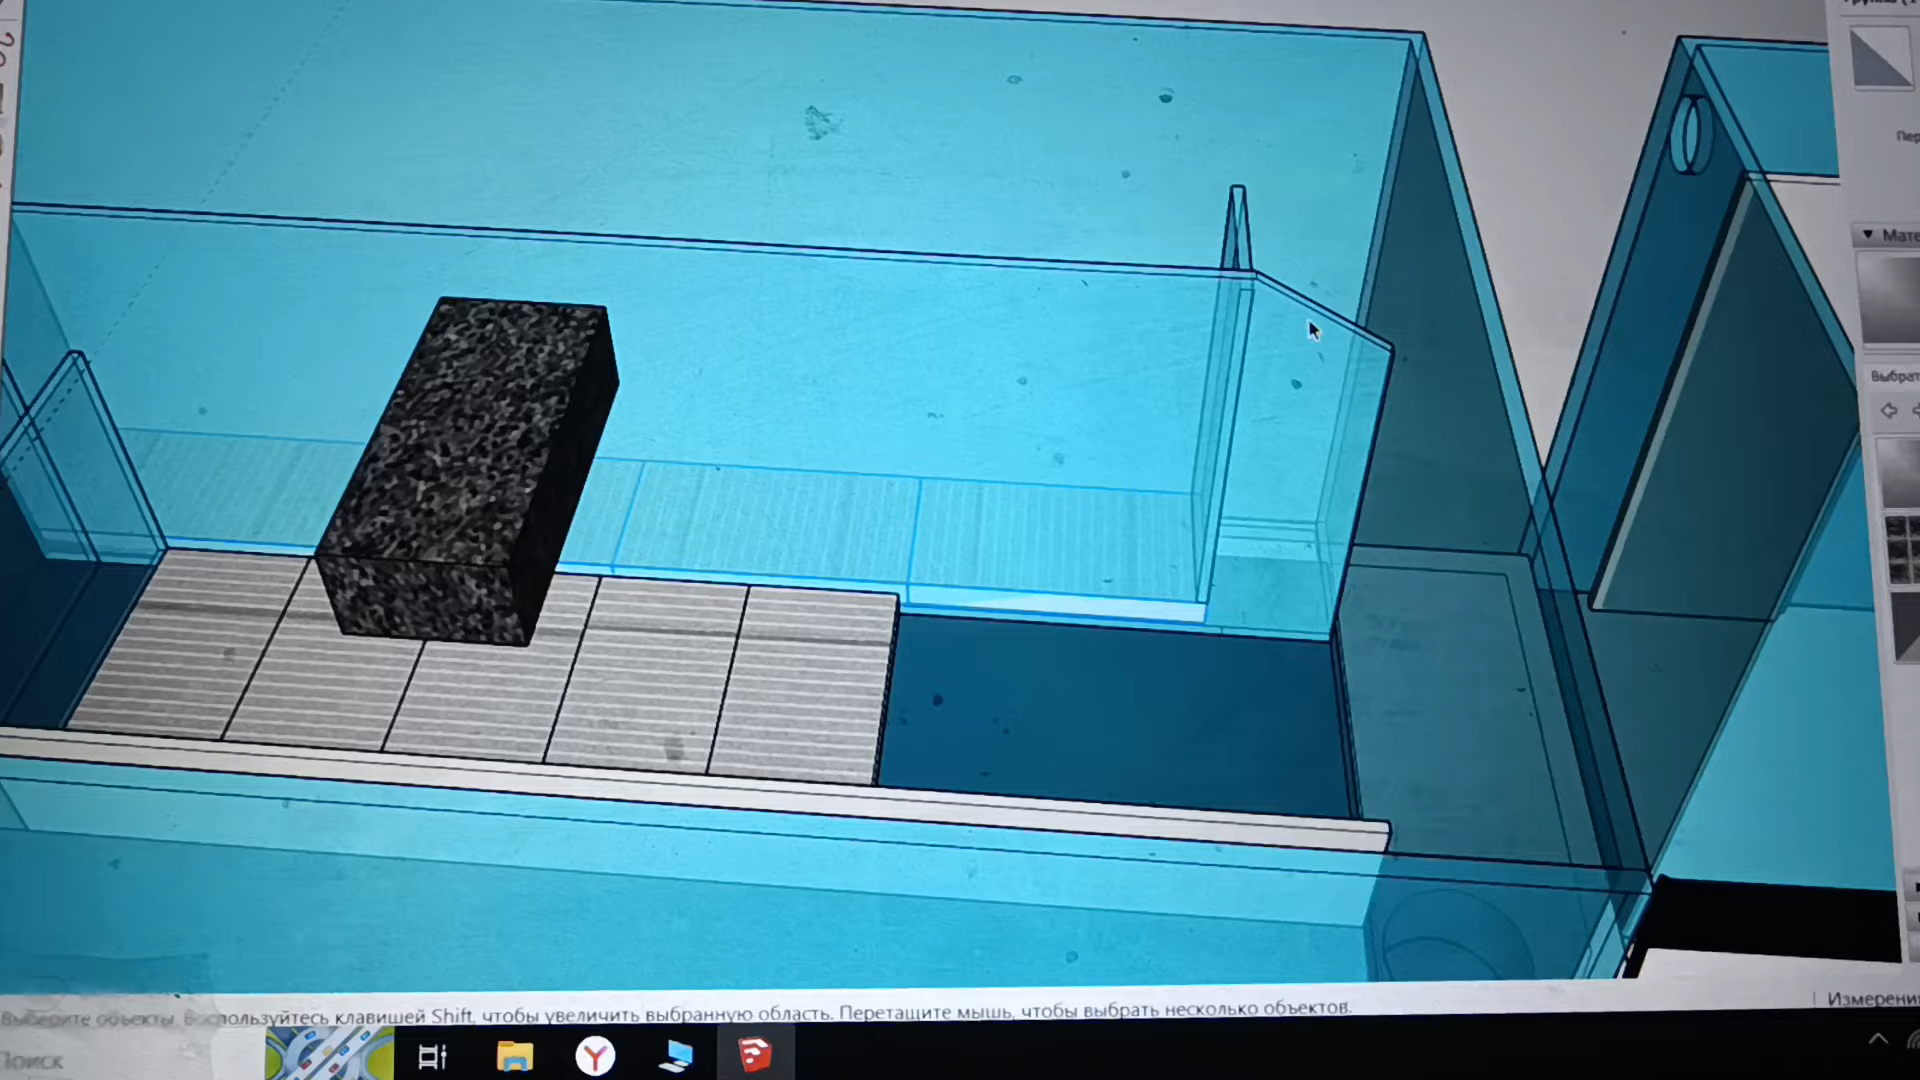 Пер
Мате
Выбрат
Выберите объекты. Воспользуйтесь клавишей Shift, чтобы увеличить выбранную область. Перетащите мышь, чтобы выбрать несколько объектов.
Измерени
Поиск